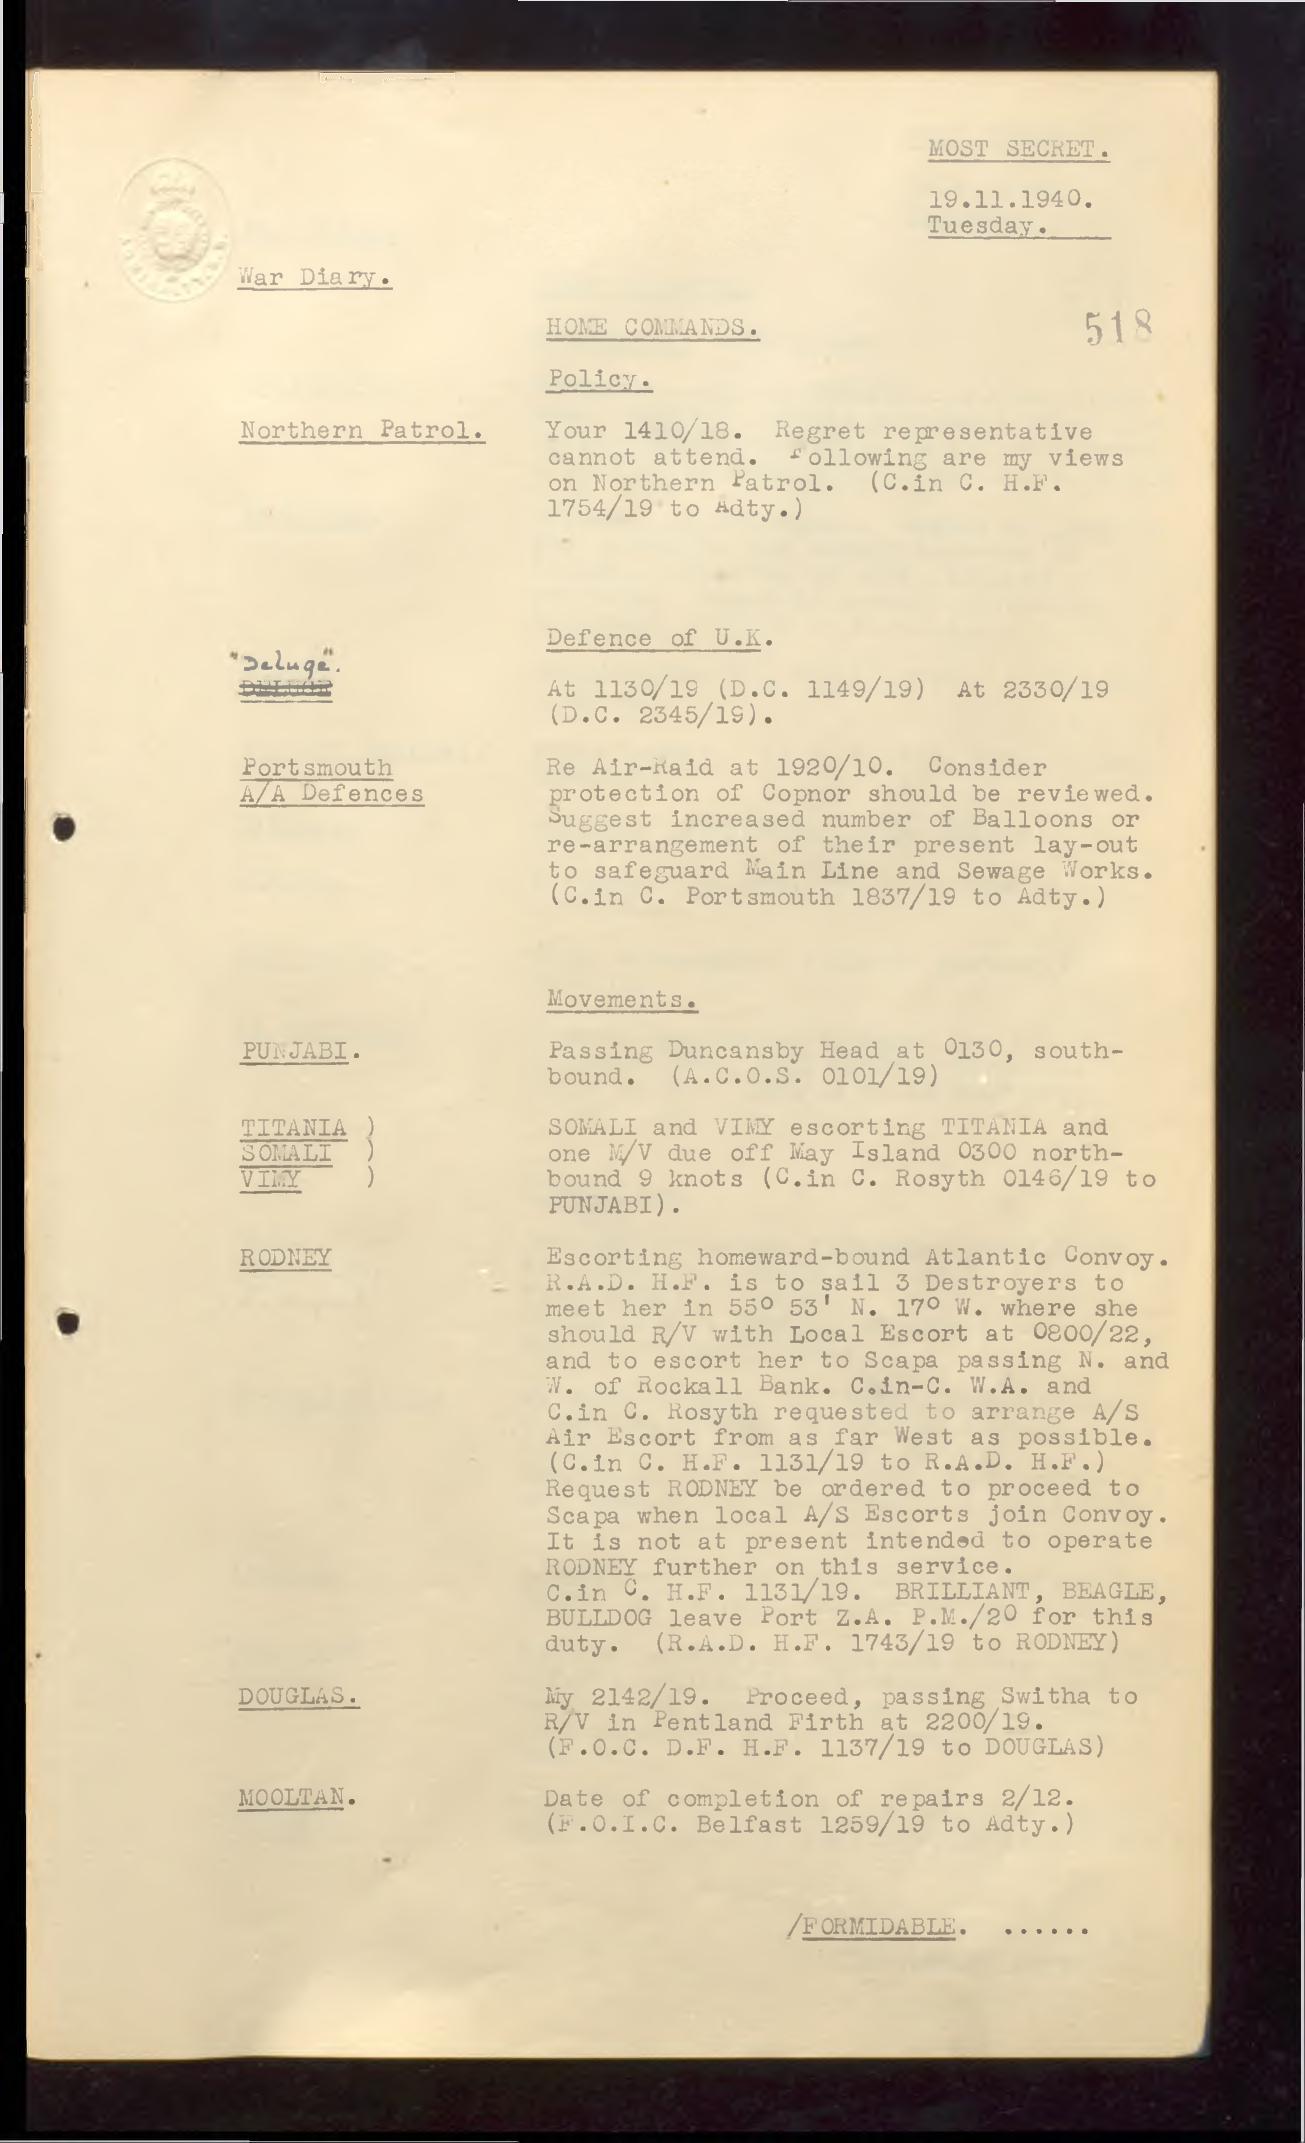 MOST SECRET.
19.11.1940.
Tuesday.
War Diary.
HOME COMMANDS.
518
Policy.
Northern Patrol. Your 1410/18. Regret representative
cannot attend. Following are my views
on Northern Patrol. (C.in C. H.F.
1754/19 to Adty.)
Defence of U.K.
"Deluge".
DELUGE At 1130/19 (D.C. 1149/19) At 2330/19
(D.C. 2345/19).
Portsmouth Re Air-Raid at 1920/10. Consider
A/A Defences protection of Copnor should be reviewed.
Suggest increased number of Balloons or
re-arrangement of their present lay-out
to safeguard Main Line and Sewage Works.
(C.in C. Portsmouth 1837/19 to Adty.)
Movements.
PUNJABI. Passing Duncansby Head at 0130, south-
bound. (A.C.O.S. 0101/19)
TITANIA ) SOMALI and VIMY escorting TITANIA and
SOMALI ) one M/V due off May Island 0300 north-
VIMY ) bound 9 knots (C.in C. Rosyth 0146/19 to
PUNJABI).
RODNEY Escorting homeward-bound Atlantic Convoy.
R.A.D. H.F. is to sail 3 Destroyers to
meet her in 55° 53' N. 17° W. where she
should R/V with Local Escort at 0800/22,
and to escort her to Scapa passing N. and
W. of Rockall Bank. C.in-C. W.A. and
C.in C. Rosyth requested to arrange A/S
Air Escort from as far West as possible.
(C.in C. H.F. 1131/19 to R.A.D. H.F.)
Request RODNEY be ordered to proceed to
Scapa when local A/S Escorts join Convoy.
It is not at present intended to operate
RODNEY further on this service.
C.in C. H.F. 1131/19. BRILLIANT, BEAGLE,
BULLDOG leave Port Z.A. P.M./20 for this
duty. (R.A.D. H.F. 1743/19 to RODNEY)
DOUGLAS. My 2142/19. Proceed, passing Switha to
R/V in Pentland Firth at 2200/19.
(F.O.C. D.F. H.F. 1137/19 to DOUGLAS)
MOOLTAN. Date of completion of repairs 2/12.
(F.O.I.C. Belfast 1259/19 to Adty.)
/FORMIDABLE. ......